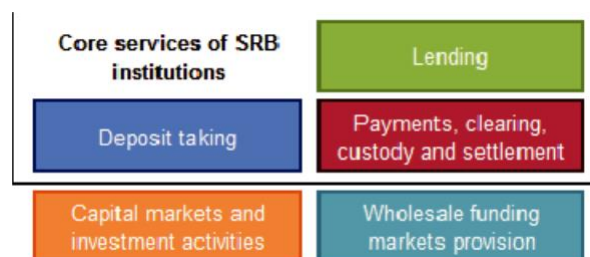 Core services of SRB
institutions
Lending
Deposit taking
Payments, clearing,
custody and settlement
Capital markets and
investment activities
Wholesale funding
markets provision